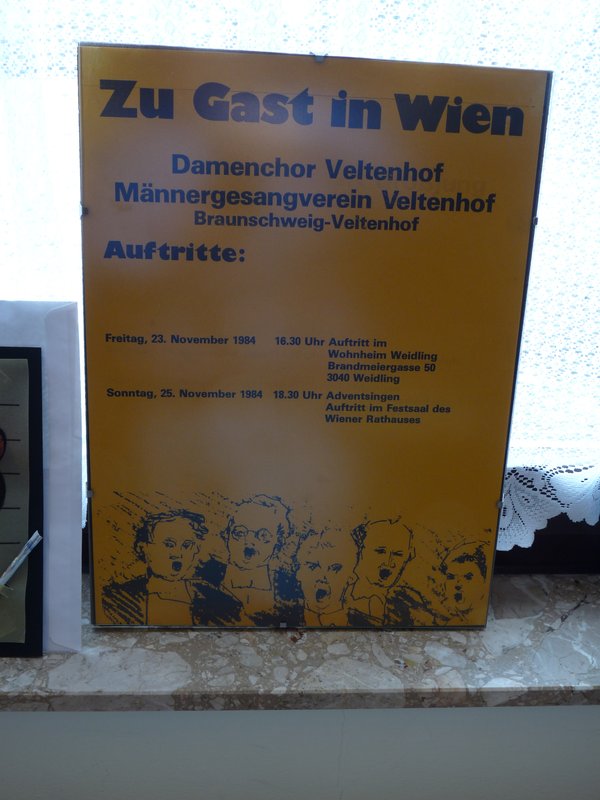 Zu Gast in Wien
Damenchor Veltenhof
Männergesangverein Veltenhof
Braunschweig-Veltenhof
Auftritte:
Freitag, 23. November 1984 16.30 Uhr Auftritt im
Wohnheim Weidling
Brandmeiergasse 50
3040 Weidling
Sonntag, 25. November 1984 18.30 Uhr Adventsingen
Auftritt im Festsaal des
Wiener Rathauses